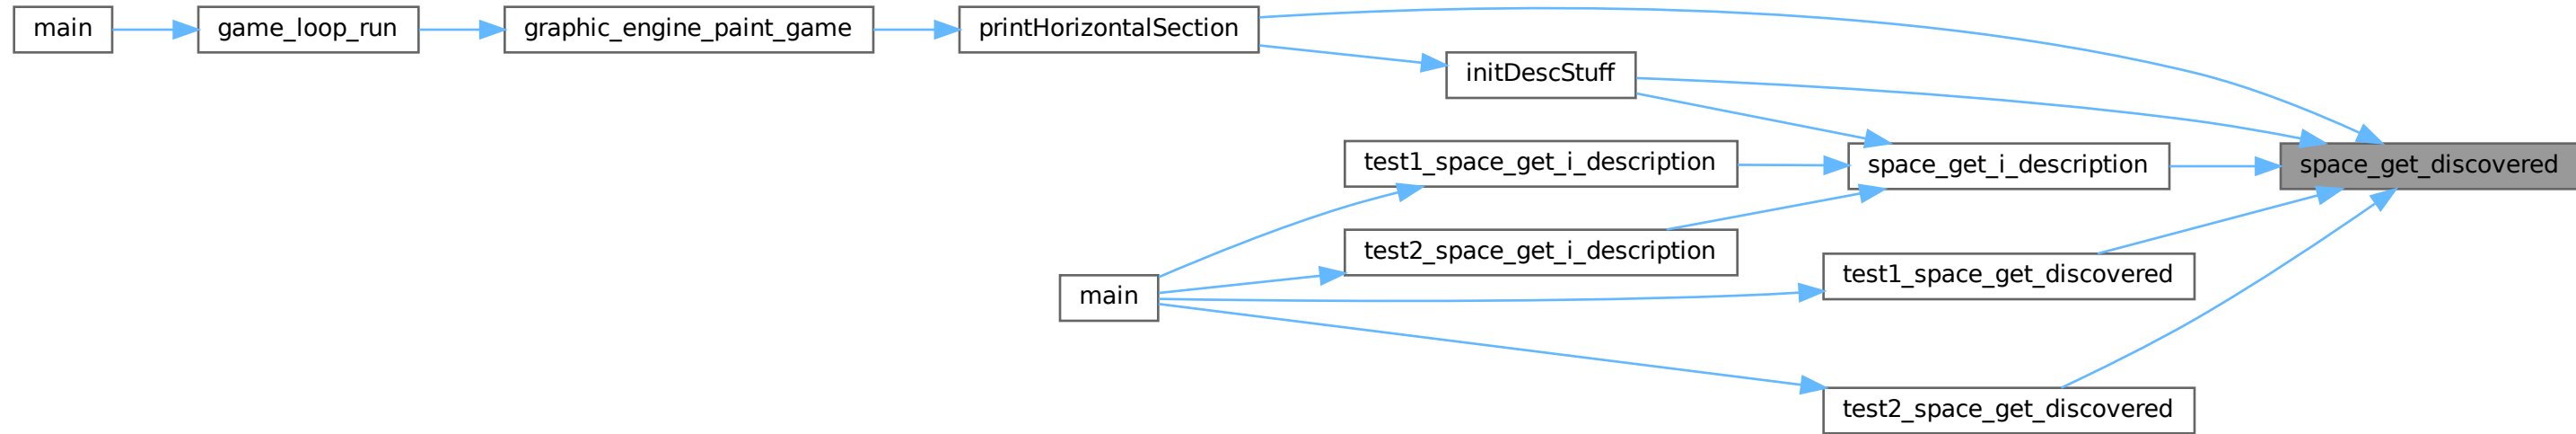 main
game_loop_run
graphic_engine_paint_game
printHorizontalSection
initDescStuff
test1_space_get_i_description
space_get_i_description
space_get_discovered
test2_space_get_i_description
test1_space_get_discovered
main
test2_space_get_discovered